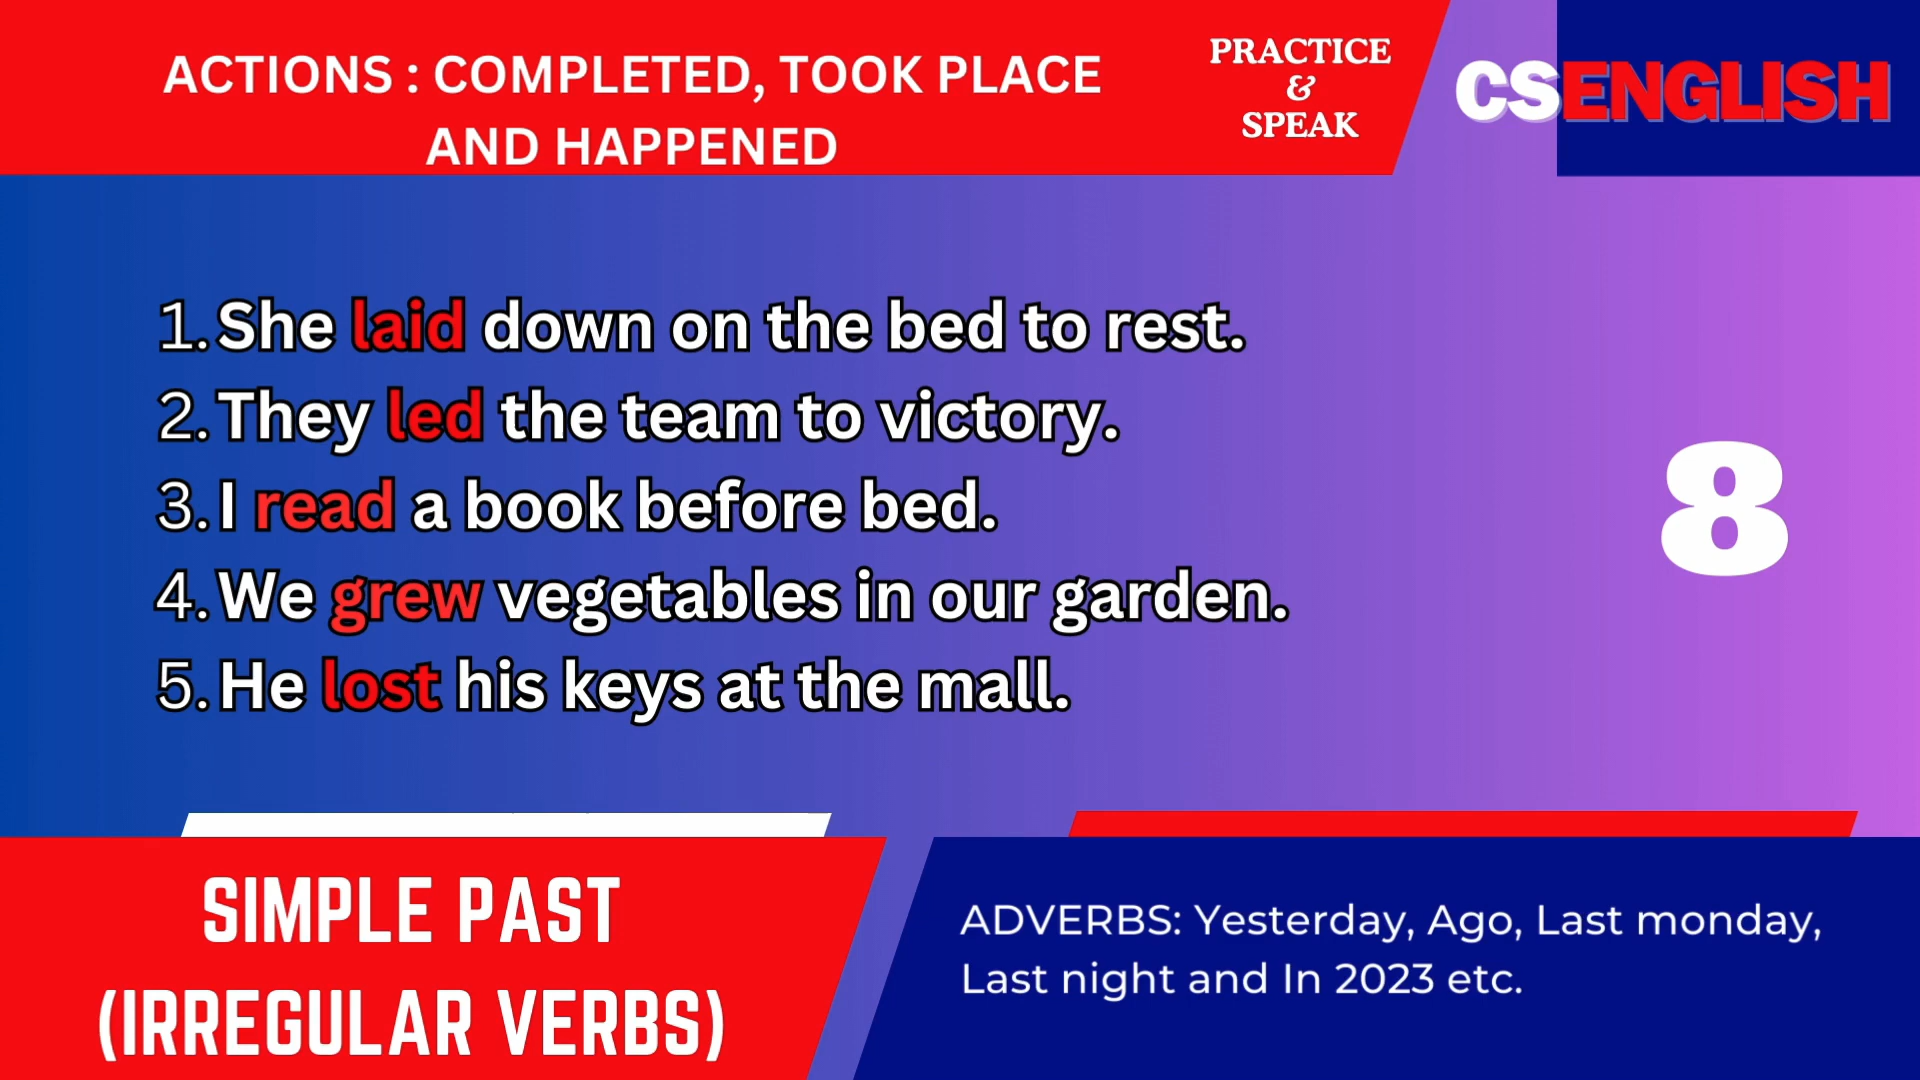 ACTIONS : COMPLETED, TOOK PLACE
AND HAPPENED
PRACTICE
&
SPEAK
CSENGLISH
1. She laid down on the bed to rest.
2. They led the team to victory.
3. I read a book before bed.
4. We grew vegetables in our garden.
5. He lost his keys at the mall.
8
SIMPLE PAST
(IRREGULAR VERBS)
ADVERBS: Yesterday, Ago, Last monday,
Last night and In 2023 etc.